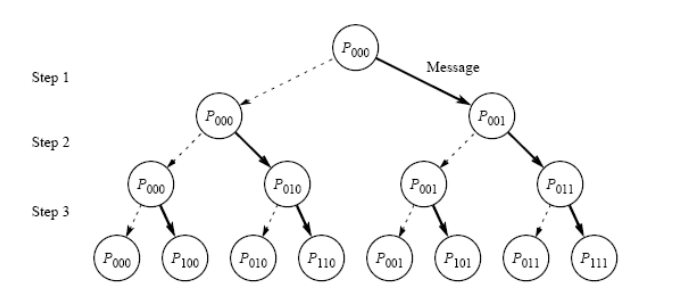 P000
Message
Step 1
P000 P001
Step 2
P000 P010 P001 P011
Step 3
P000 P100 P010 P110 P001 P101 P011 P111